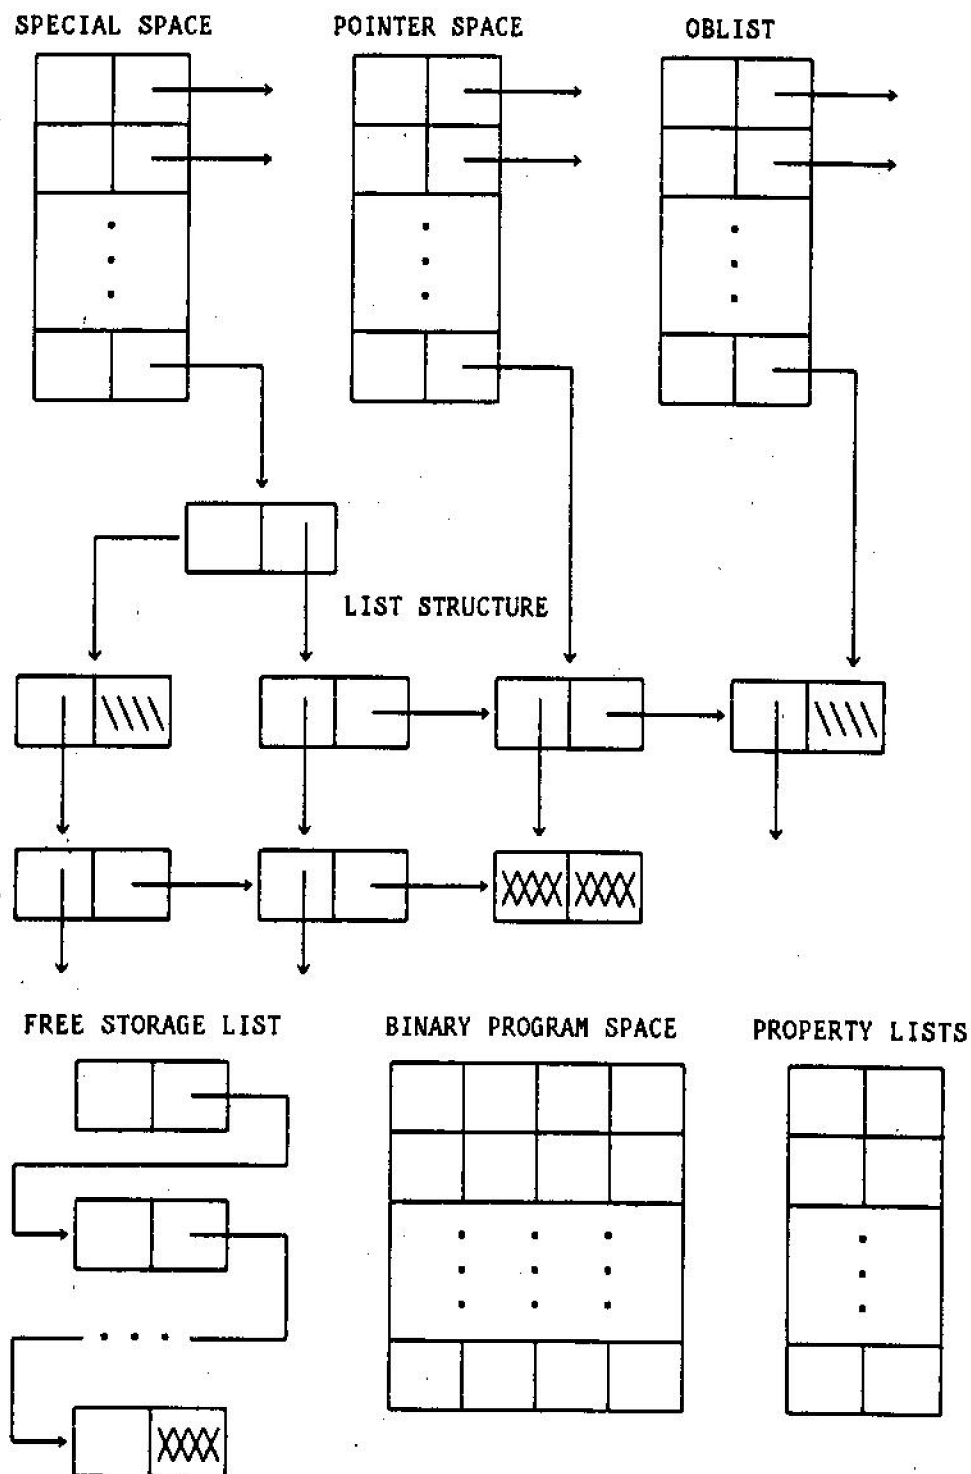 SPECIAL SPACE
POINTER SPACE
OBLIST
LIST STRUCTURE
FREE STORAGE LIST
BINARY PROGRAM SPACE
PROPERTY LISTS